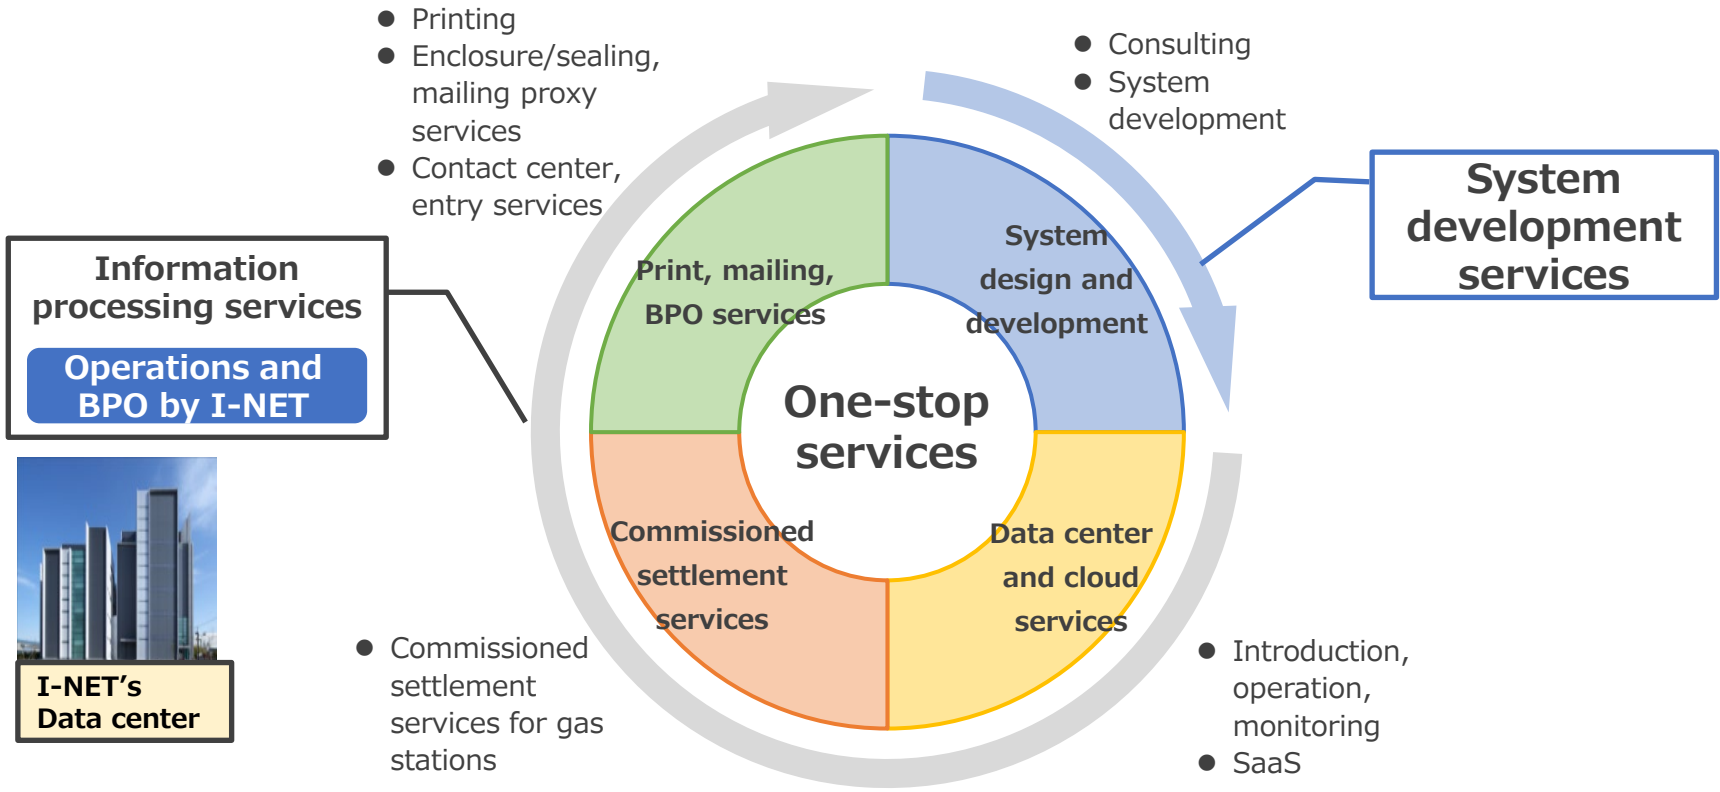 ● Printing
● Enclosure/sealing,
mailing proxy
services
● Contact center,
entry services
● Consulting
● System
development
System
development
services
Information
processing services
Operations and
BPO by I-NET
Print, mailing,
BPO services
System
design and
development
One-stop
services
Commissioned
settlement
services
Data center
and cloud
services
I-NET’s
Data center
● Commissioned
settlement
services for gas
stations
● Introduction,
operation,
monitoring
● SaaS